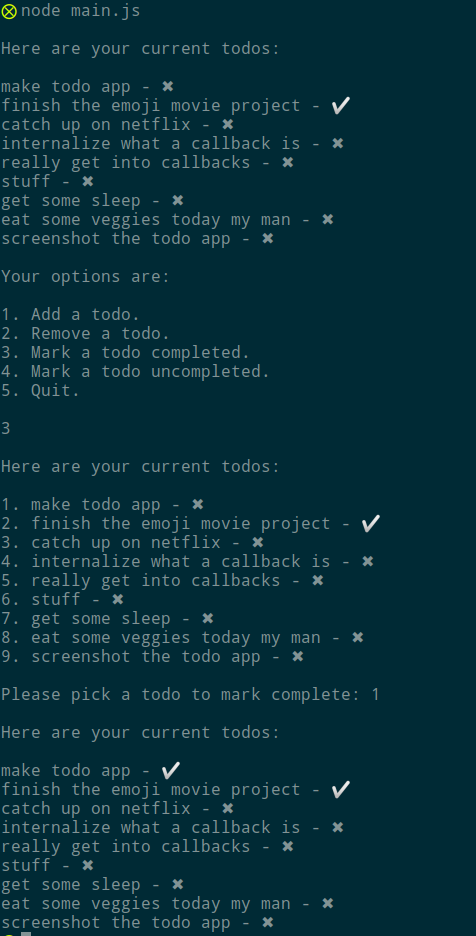 node main.js
Here are your current todos:
make todo app - ✖
finish the emoji movie project - ✔
catch up on netflix - ✖
internalize what a callback is - ✖
really get into callbacks - ✖
stuff - ✖
get some sleep - ✖
eat some veggies today my man - ✖
screenshot the todo app - ✖
Your options are:
1. Add a todo.
2. Remove a todo.
3. Mark a todo completed.
4. Mark a todo uncompleted.
5. Quit.
3
Here are your current todos:
1. make todo app - ✖
2. finish the emoji movie project - ✔
3. catch up on netflix - ✖
4. internalize what a callback is - ✖
5. really get into callbacks - ✖
6. stuff - ✖
7. get some sleep - ✖
8. eat some veggies today my man - ✖
9. screenshot the todo app - ✖
Please pick a todo to mark complete: 1
Here are your current todos:
make todo app - ✔
finish the emoji movie project - ✔
catch up on netflix - ✖
internalize what a callback is - ✖
really get into callbacks - ✖
stuff - ✖
get some sleep - ✖
eat some veggies today my man - ✖
screenshot the todo app - ✖